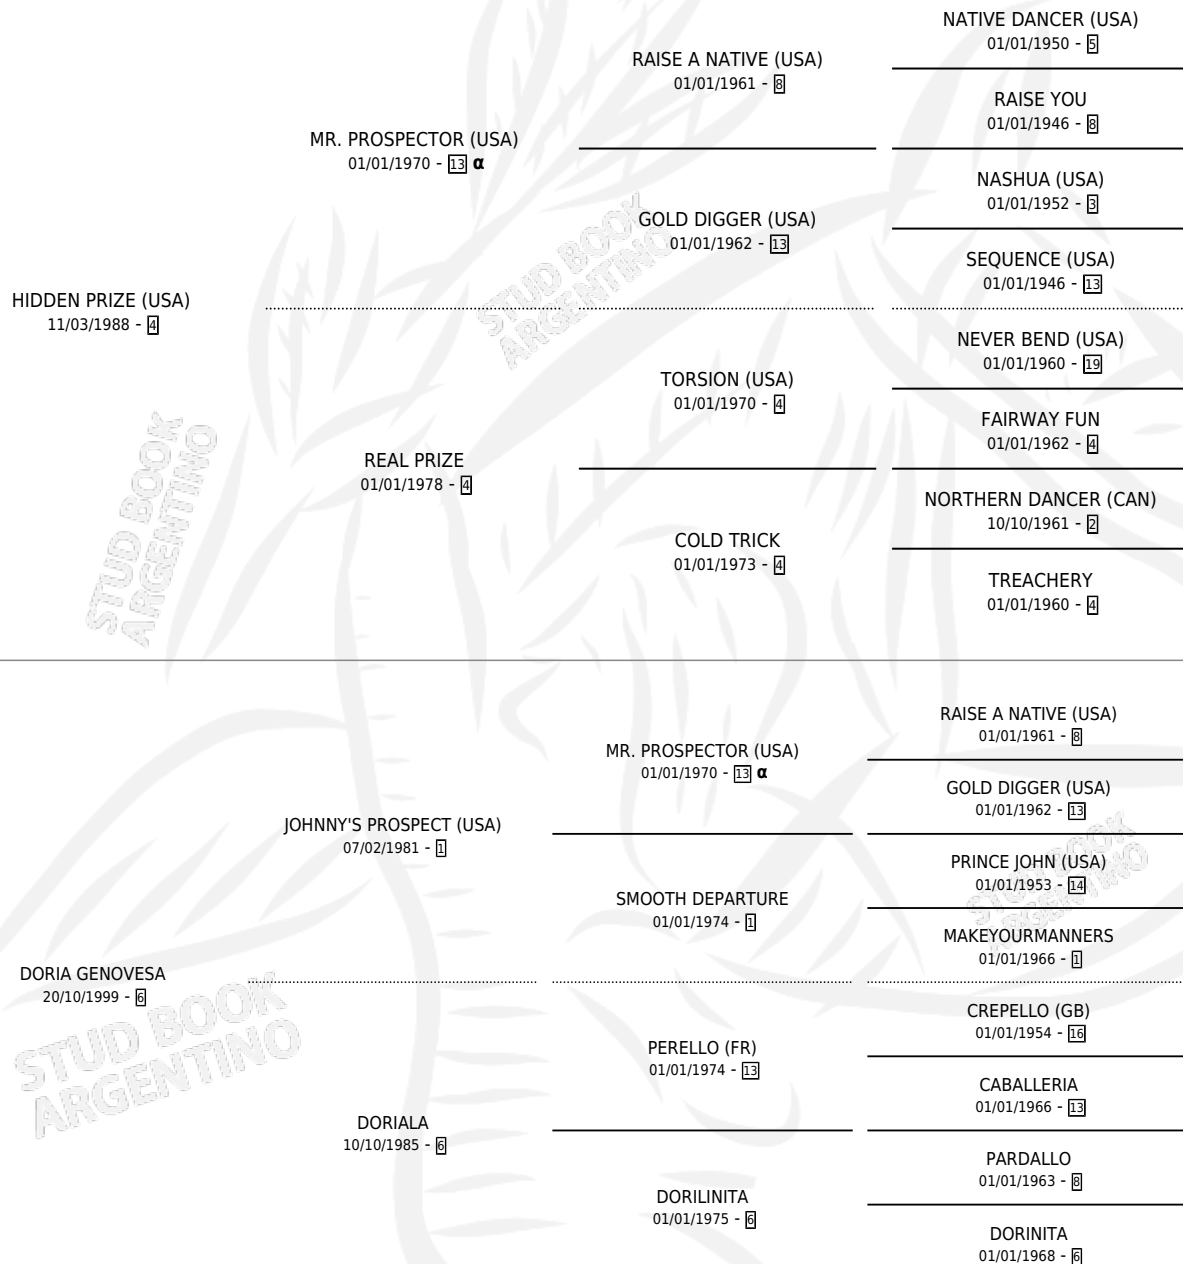 NATIVE DANCER (USA)
01/01/1950 - 5
RAISE A NATIVE (USA)
01/01/1961 - 8
RAISE YOU
01/01/1946 - 8
MR. PROSPECTOR (USA)
01/01/1970 - 13 α
NASHUA (USA)
01/01/1952 - 3
GOLD DIGGER (USA)
01/01/1962 - 13
SEQUENCE (USA)
01/01/1946 - 13
HIDDEN PRIZE (USA)
11/03/1988 - 4
NEVER BEND (USA)
01/01/1960 - 19
TORSION (USA)
01/01/1970 - 4
FAIRWAY FUN
01/01/1962 - 4
REAL PRIZE
01/01/1978 - 4
NORTHERN DANCER (CAN)
10/10/1961 - 2
COLD TRICK
01/01/1973 - 4
TREACHERY
01/01/1960 - 4
RAISE A NATIVE (USA)
01/01/1961 - 8
MR. PROSPECTOR (USA)
01/01/1970 - 13 α
GOLD DIGGER (USA)
01/01/1962 - 13
JOHNNY'S PROSPECT (USA)
07/02/1981 - 1
PRINCE JOHN (USA)
01/01/1953 - 14
SMOOTH DEPARTURE
01/01/1974 - 1
MAKEYOURMANNERS
01/01/1966 - 1
DORIA GENOVESA
20/10/1999 - 6
CREPELLO (GB)
01/01/1954 - 16
PERELLO (FR)
01/01/1974 - 13
CABALLERIA
01/01/1966 - 13
DORIALA
10/10/1985 - 6
PARDALLO
01/01/1963 - 8
DORILINITA
01/01/1975 - 6
DORINITA
01/01/1968 - 6
STUD BOOK
ARGENTINO
STUD BOOK
ARGENTINO
STUD BOOK
ARGENTINO
STUD BOOK
ARGENTINO